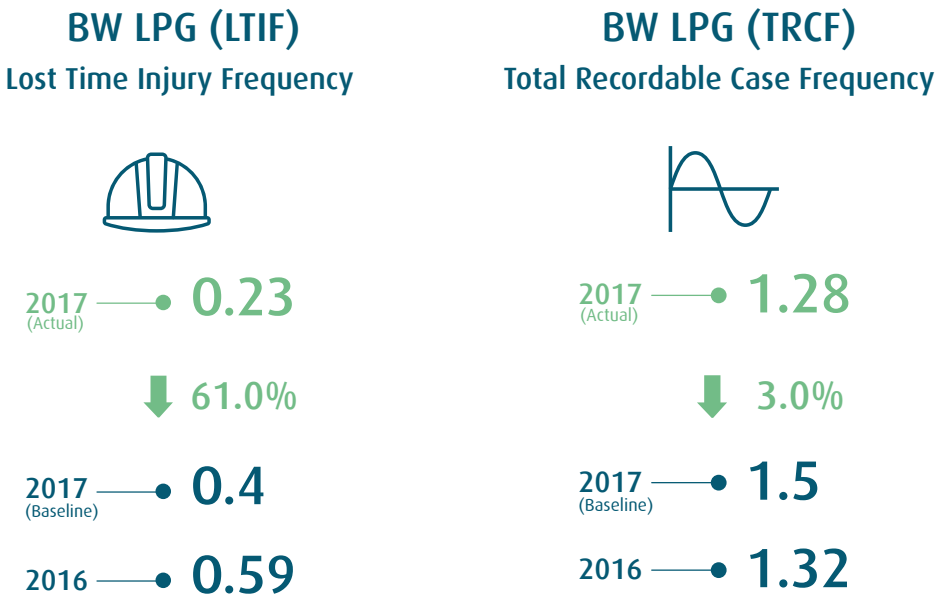 BW LPG (LTIF)
Lost Time Injury Frequency
2017
(Actual)
0.23
61.0%
2017
(Baseline)
0.4
2016
0.59
BW LPG (TRCF)
Total Recordable Case Frequency
2017
(Actual)
1.28
3.0%
2017
(Baseline)
1.5
2016
1.32